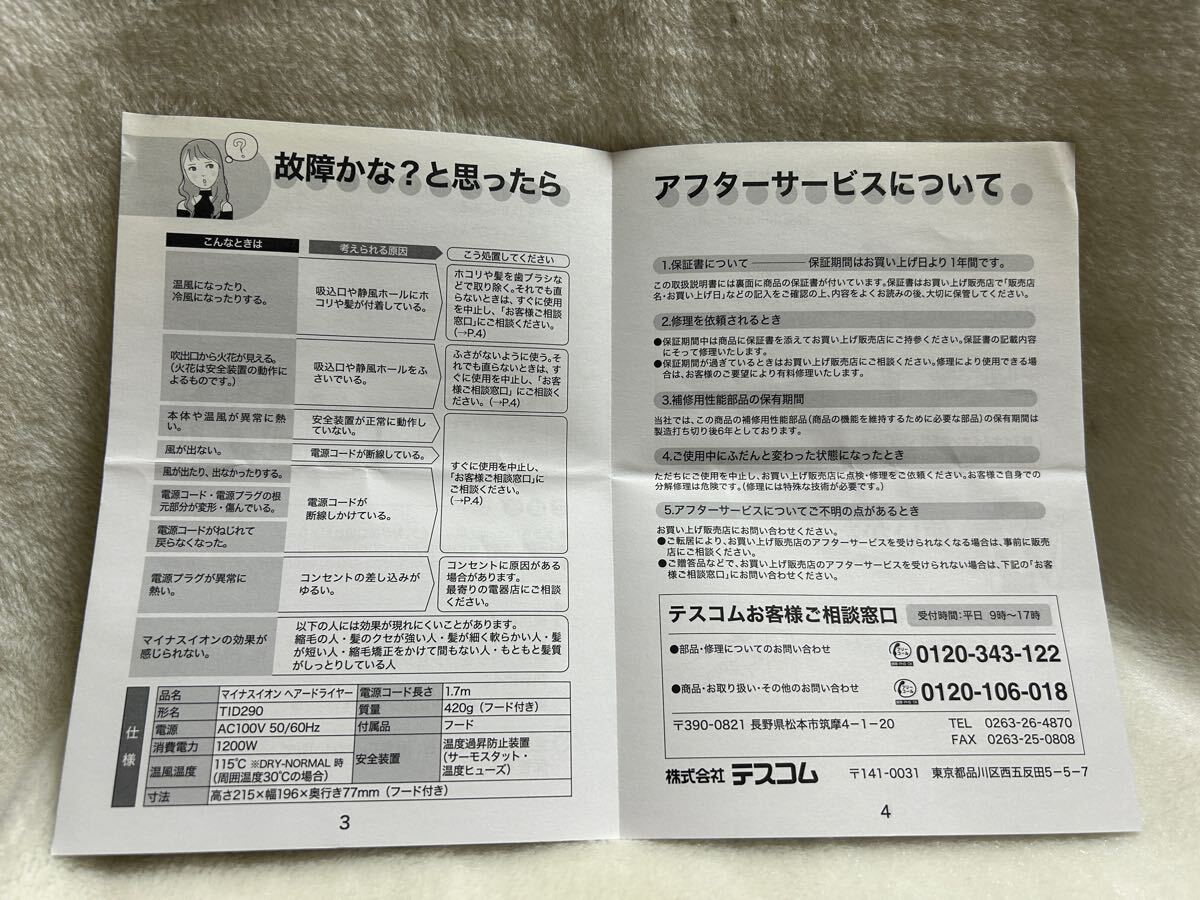 ?
故障かな？と思ったら
こんなときは
考えられる原因
こう処置してください
温風になったり、
冷風になったりする。
吸込口や静風ホールにホ
コリや髪が付着している。
ホコリや髪を歯ブラシな
どで取り除く。それでも直
らないときは、すぐに使用
を中止し、「お客様ご相談
窓口」にご相談ください。
(→P.4)
吹出口から火花が見える。
(火花は安全装置の動作に
よるものです。)
吸込口や静風ホールをふ
さいでいる。
ふさがないように使う。そ
れでも直らないときは、す
ぐに使用を中止し、「お客
様ご相談窓口」にご相談く
ださい。(→P.4)
本体や温風が異常に熱
い。
安全装置が正常に動作し
ていない。
風が出ない。
電源コードが断線している。
風が出たり、出なかったりする。
電源コード・電源プラグの根
元部分が変形・傷んでいる。
電源コードがねじれて
戻らなくなった。
電源コードが
断線しかけている。
すぐに使用を中止し、
「お客様ご相談窓口」に
ご相談ください。
(→P.4)
電源プラグが異常に
熱い。
コンセントの差し込みが
ゆるい。
コンセントに原因がある
場合があります。
最寄りの電器店にご相談
ください。
マイナスイオンの効果が
感じられない。
以下の人には効果が現れにくいことがあります。
縮毛の人・髪のクセが強い人・髪が細く軟らかい人・髪
が短い人・縮毛矯正をかけて間もない人・もともと髪質
がしっとりしている人
仕様
品名 マイナスイオン ヘアードライヤー 電源コード長さ 1.7m
形名 TID290 質量 420g(フード付き)
電源 AC100V 50/60Hz 付属品 フード
消費電力 1200W
温風温度 115℃ ※DRY-NORMAL 時
(周囲温度30℃の場合)
安全装置 温度過昇防止装置
(サーモスタット・
温度ヒューズ)
寸法 高さ215×幅196×奥行き77mm(フード付き)
3
アフターサービスについて
1.保証書について――保証期間はお買い上げ日より1年間です。
この取扱説明書には裏面に商品の保証書が付いています。保証書はお買い上げ販売店で「販売店
名・お買い上げ日」などの記入をご確認の上、内容をよくお読みの後、大切に保管してください。
2.修理を依頼されるとき
●保証期間中は商品に保証書を添えてお買い上げ販売店にご持参ください。保証書の記載内容
にそって修理いたします。
●保証期間が過ぎているときはお買い上げ販売店にご相談ください。修理により使用できる場
合は、お客様のご要望により有料修理いたします。
3.補修用性能部品の保有期間
当社では、この商品の補修用性能部品(商品の機能を維持するために必要な部品)の保有期間は
製造打ち切り後6年としております。
4.ご使用中にふだんと変わった状態になったとき
ただちにご使用を中止し、お買い上げ販売店に点検・修理をご依頼ください。お客様ご自身での
分解修理は危険です。(修理には特殊な技術が必要です。)
5.アフターサービスについてご不明の点があるとき
お買い上げ販売店にお問い合わせください。
●ご転居により、お買い上げ販売店のアフターサービスを受けられなくなる場合は、事前に販売
店にご相談ください。
●ご贈答品などで、お買い上げ販売店のアフターサービスを受けられない場合は、下記の「お客
様ご相談窓口」にお問い合わせください。
テスコムお客様ご相談窓口 受付時間:平日 9時〜17時
●部品・修理についてのお問い合わせ 0120-343-122
●商品・お取り扱い・その他のお問い合わせ 0120-106-018
〒390-0821 長野県松本市筑摩4-1-20 TEL 0263-26-4870
FAX 0263-25-0808
株式会社 テスコム 〒141-0031 東京都品川区西五反田5-5-7
4